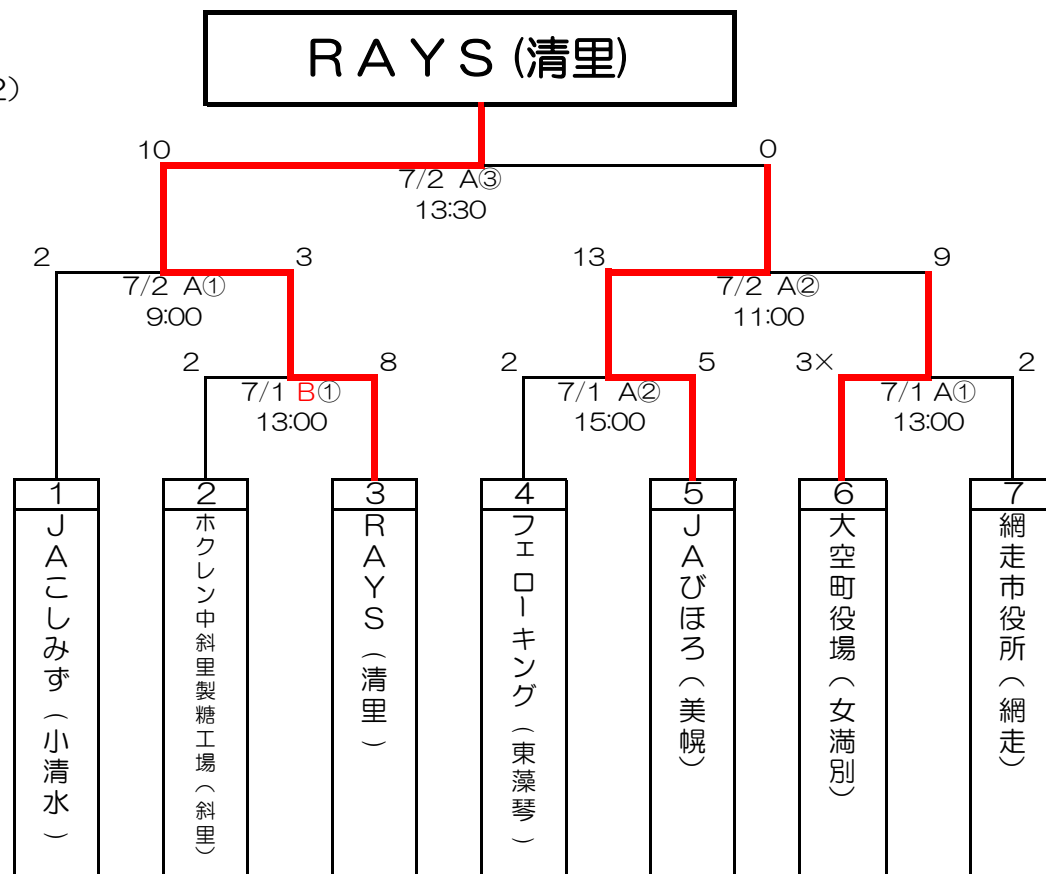 RAYS(清里)
2)
10
0
7/2 A③
13:30
2
3
13
9
7/2 A①
9:00
7/2 A②
11:00
2
8
2
5
3×
2
7/1 B①
13:00
7/1 A②
15:00
7/1 A①
13:00
1
2
3
4
5
6
7
JAこしみず(小清水)
ホクレン中斜里製糖工場(斜里)
RAYS(清里)
フェローキング(東藻琴)
JAびほろ(美幌)
大空町役場(女満別)
網走市役所(網走)